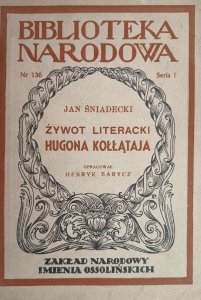 BIBLIOTEKA
NARODOWA
Nr 136 Seria I
JAN ŚNIADECKI
ŻYWOT LITERACKI
HUGONA KOŁŁĄTAJA
OPRACOWAŁ
HENRYK BARYCZ
ZAKŁAD NARODOWY
IMIENIA OSSOLIŃSKICH